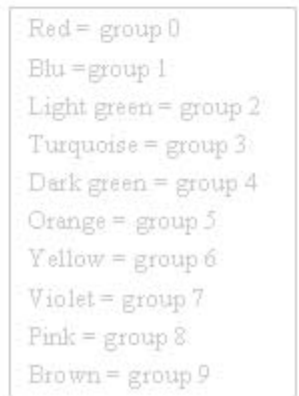 Red = group 0
Blu =group 1
Light green = group 2
Turquoise = group 3
Dark green = group 4
Orange = group 5
Yellow = group 6
Violet = group 7
Pink = group 8
Brown = group 9